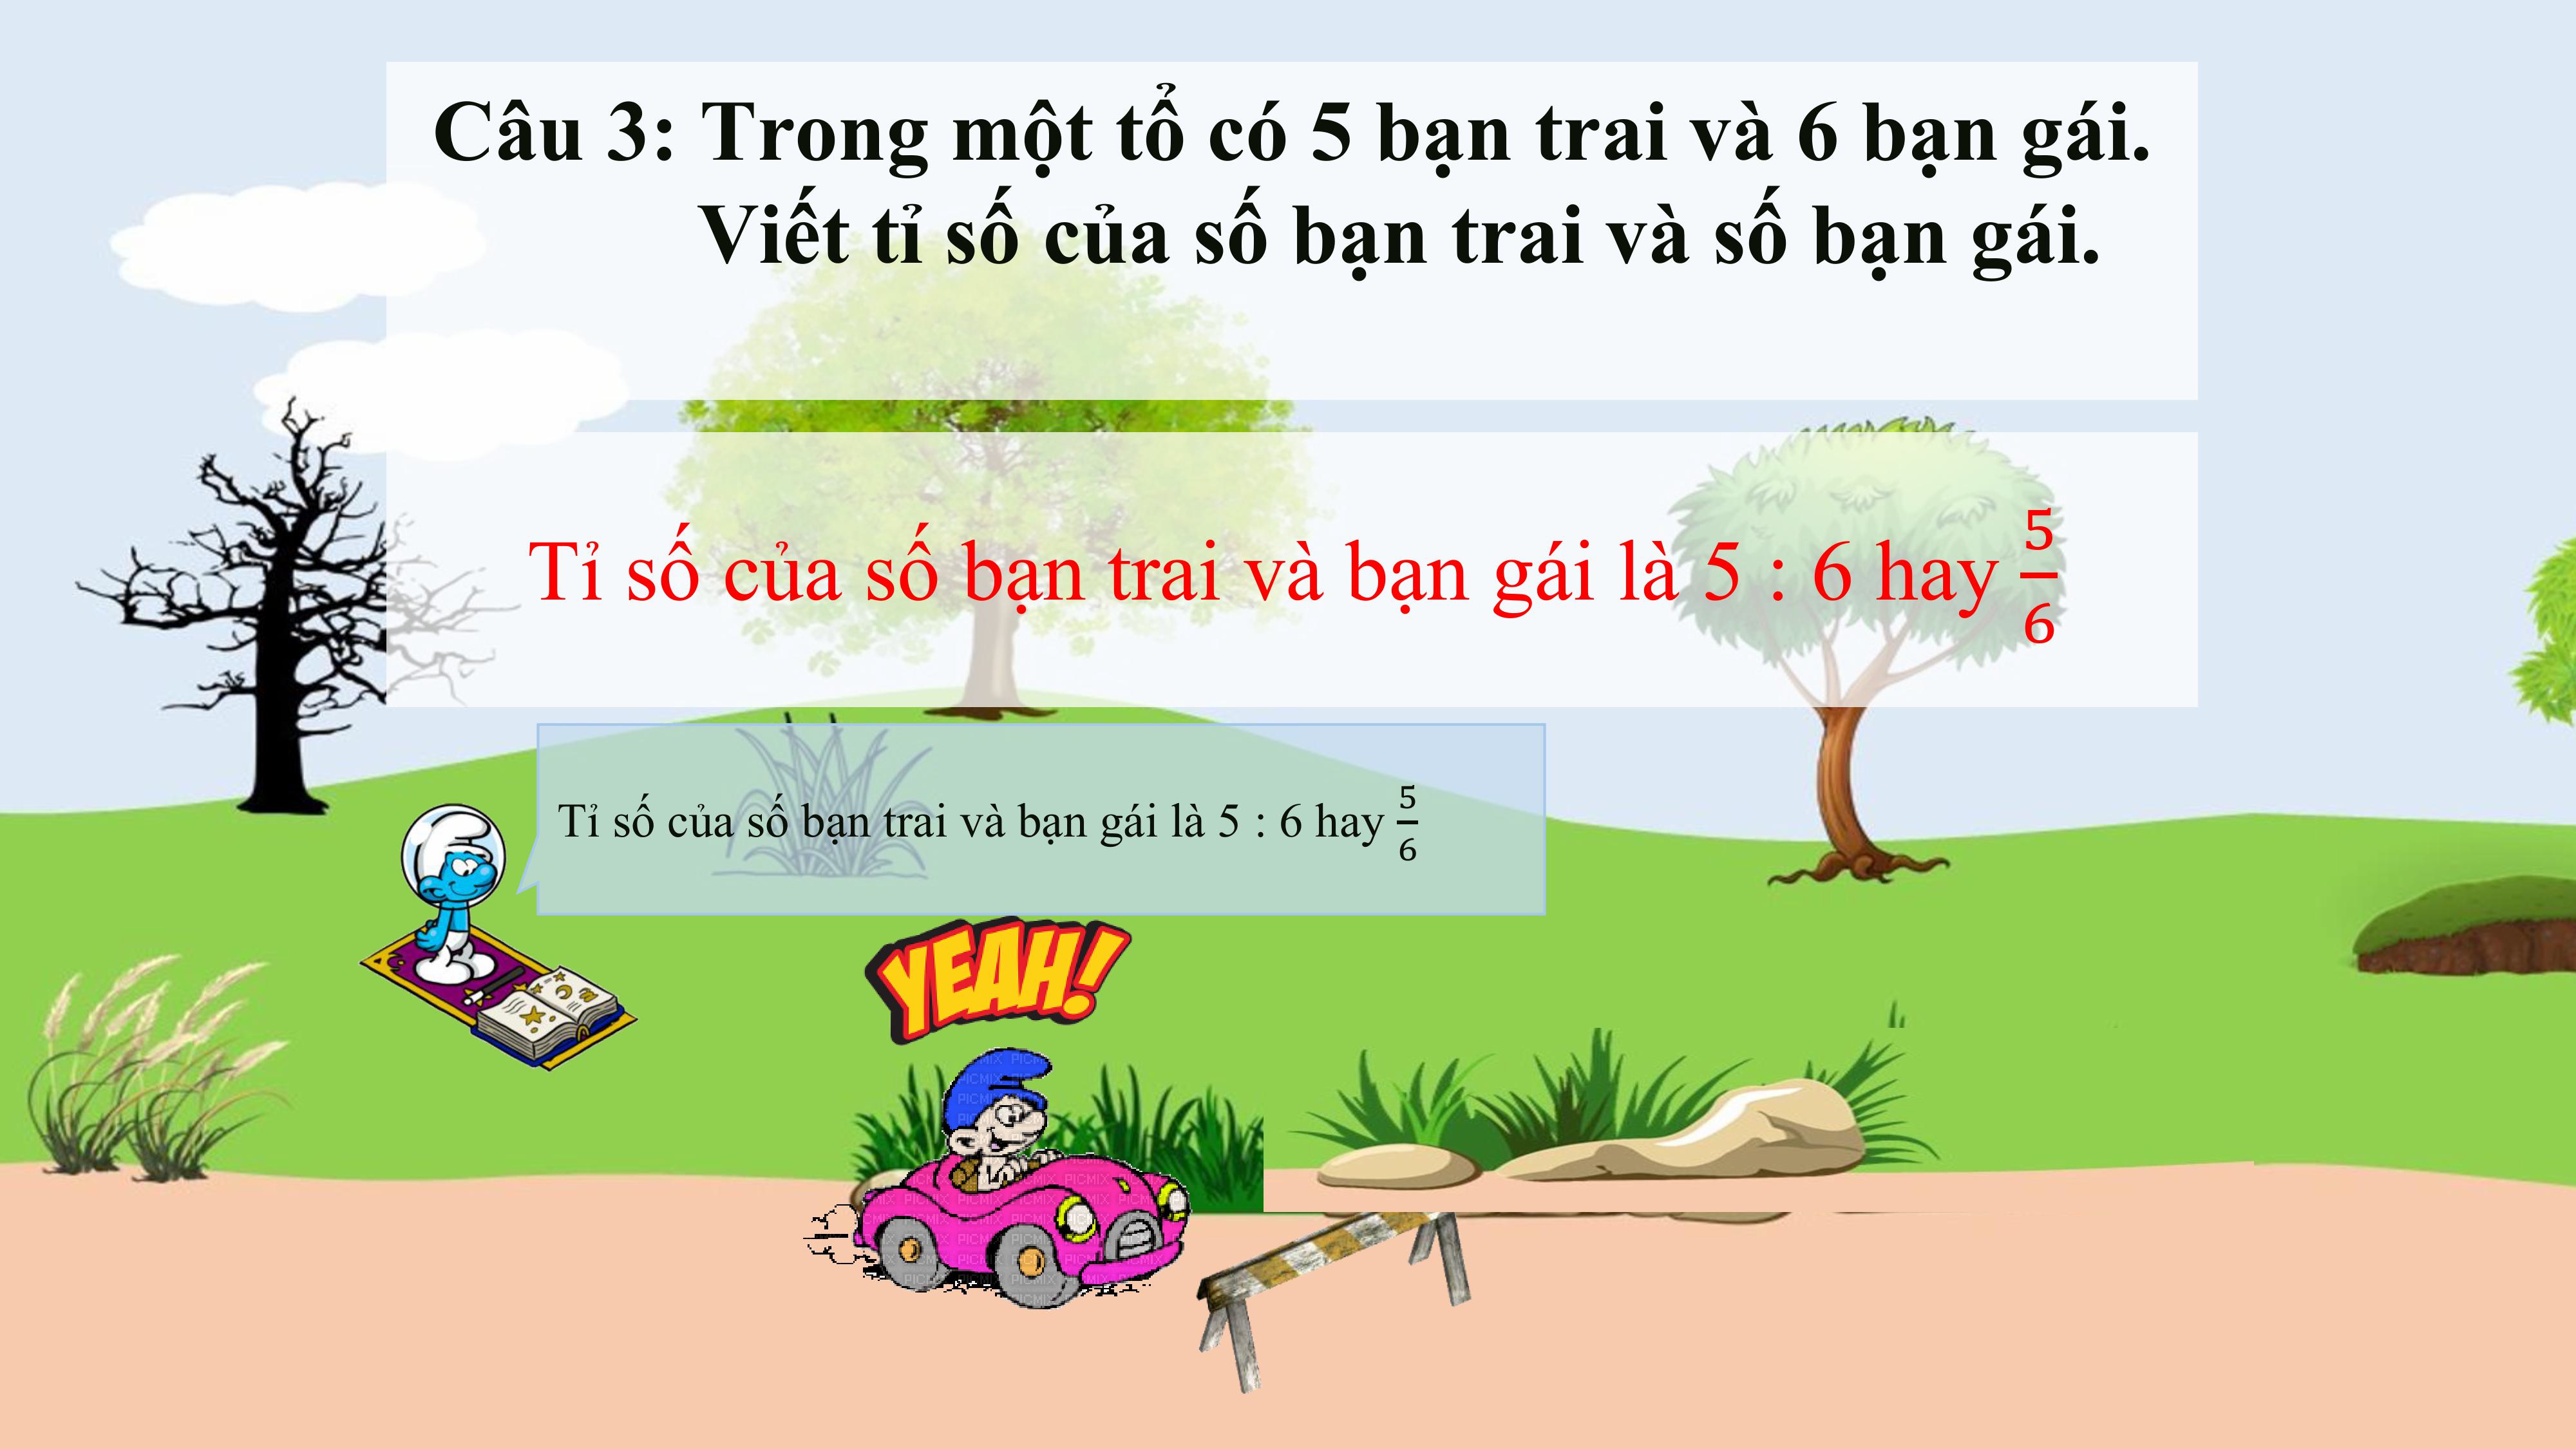 Câu 3: Trong một tổ có 5 bạn trai và 6 bạn gái.
Viết tỉ số của số bạn trai và số bạn gái.
Tỉ số của số bạn trai và bạn gái là 5 : 6 hay 5/6
Tỉ số của số bạn trai và bạn gái là 5 : 6 hay 5/6
YEAH!
PICMIX